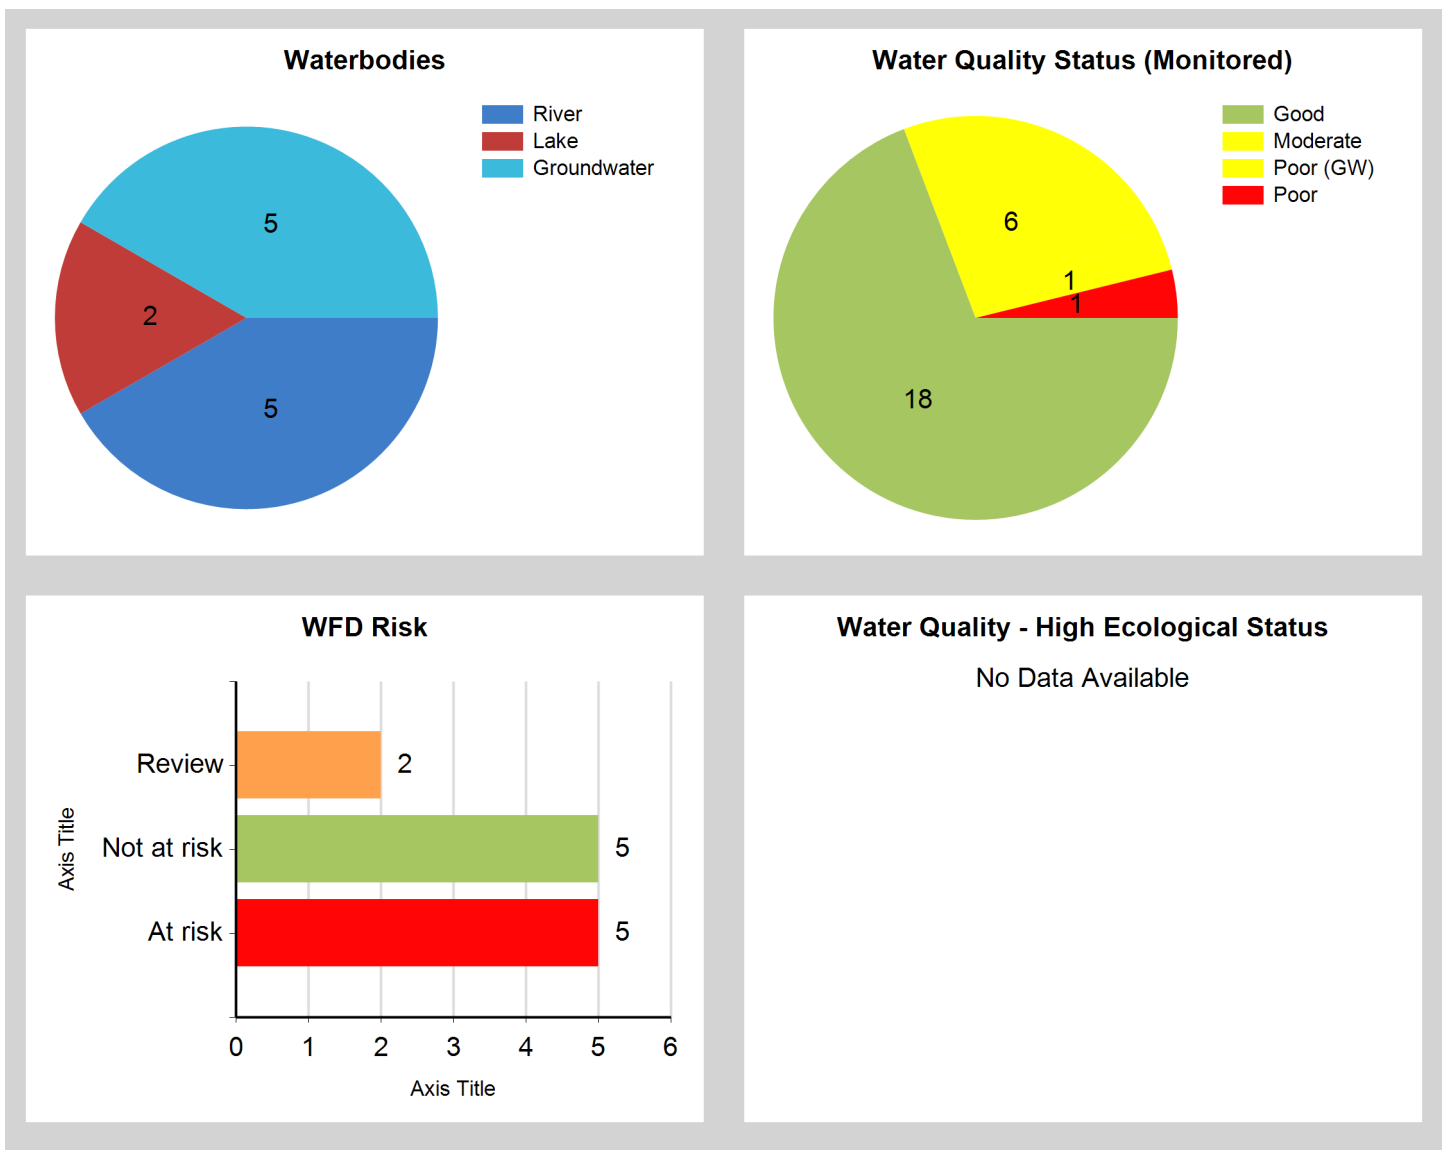 Waterbodies
River
Lake
Groundwater
5
2
5
Water Quality Status (Monitored)
Good
Moderate
Poor (GW)
Poor
6
1
1
18
WFD Risk
Review
2
Not at risk
5
At risk
5
Axis Title
0 1 2 3 4 5 6
Axis Title
Water Quality - High Ecological Status
No Data Available